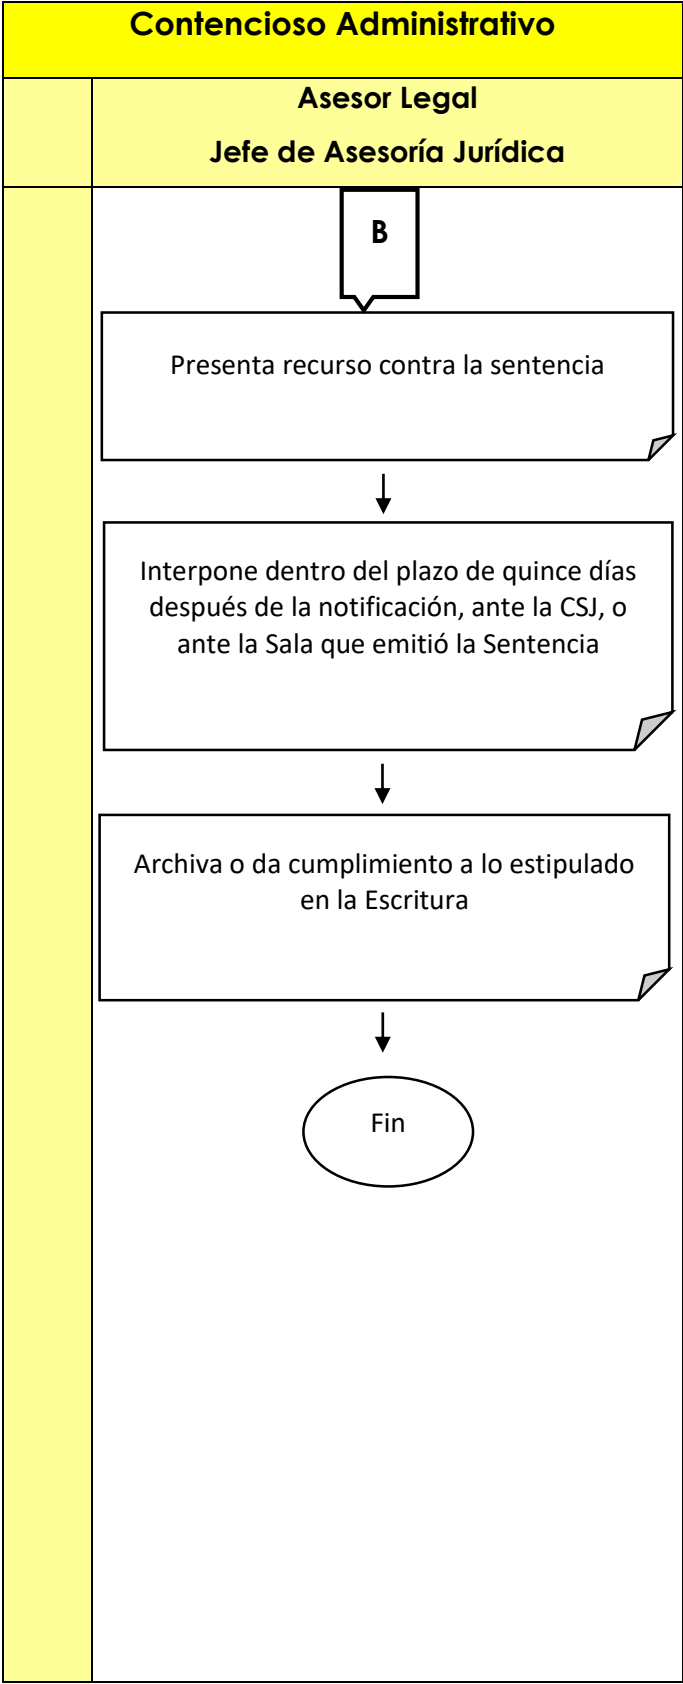 Contencioso Administrativo
Asesor Legal
Jefe de Asesoría Jurídica
B
Presenta recurso contra la sentencia
Interpone dentro del plazo de quince días
después de la notificación, ante la CSJ, o
ante la Sala que emitió la Sentencia
Archiva o da cumplimiento a lo estipulado
en la Escritura
Fin